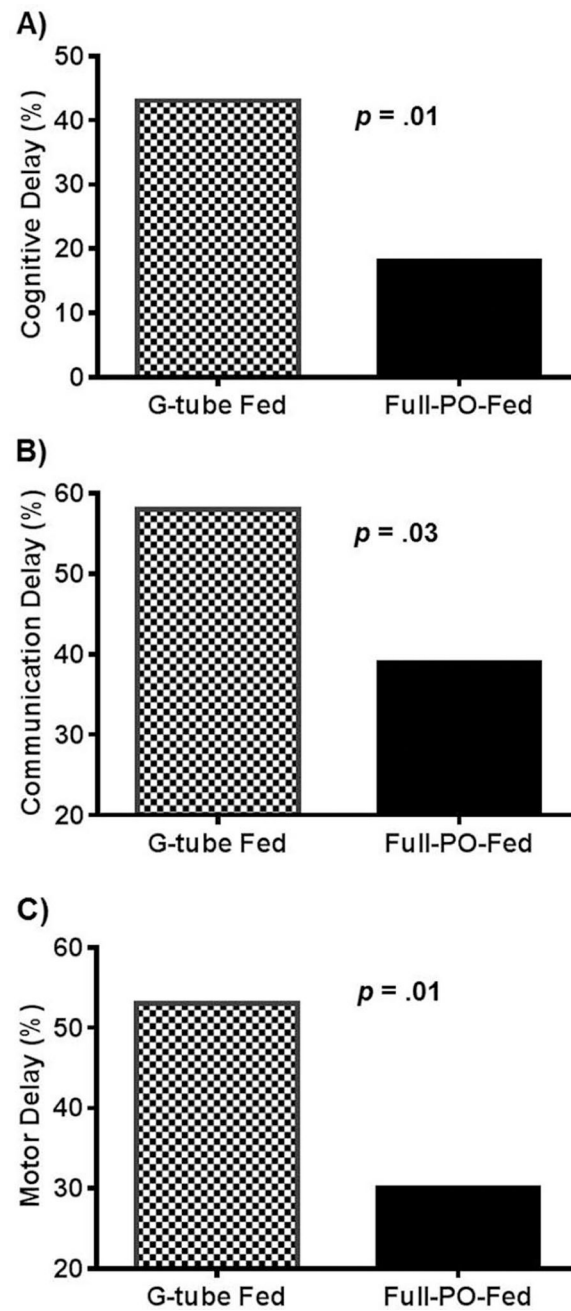 A)
Cognitive Delay (%)
50
40
30
20
10
0
p = .01
G-tube Fed Full-PO-Fed
B)
Communication Delay (%)
60
50
40
30
20
p = .03
G-tube Fed Full-PO-Fed
C)
Motor Delay (%)
60
50
40
30
20
p = .01
G-tube Fed Full-PO-Fed